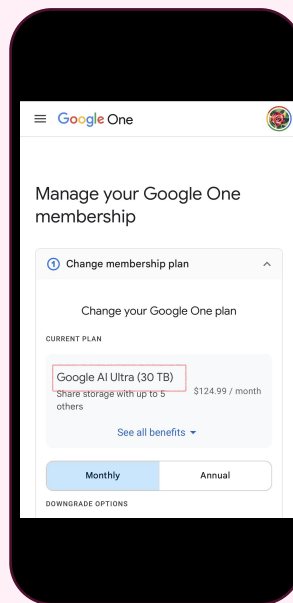 Google One
Manage your Google One
membership
1 Change membership plan
Change your Google One plan
CURRENT PLAN
Google AI Ultra (30 TB)
Share storage with up to 5
others
$124.99 / month
See all benefits
Monthly
Annual
DOWNGRADE OPTIONS